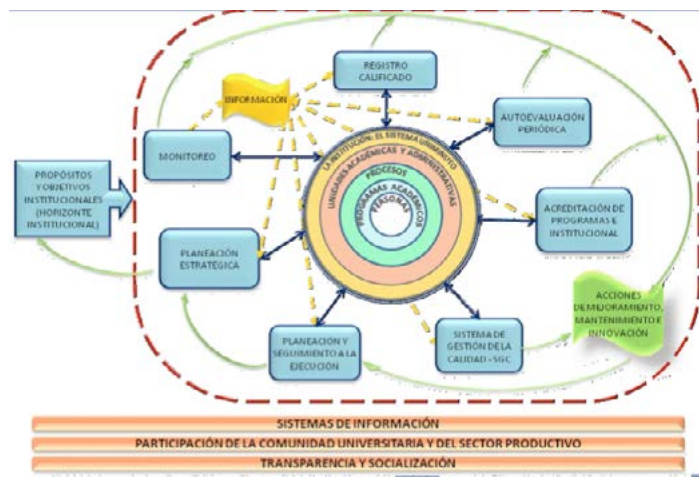 REGISTRO
CALIFICADO
INFORMACIÓN
AUTOEVALUACIÓN
PERIÓDICA
MONITOREO
LA INSTITUCIÓN: EL SISTEMA UNIMINUTO
UNIDADES ACADÉMICAS Y ADMINISTRATIVAS
PROCESOS
PROGRAMAS ACADÉMICOS
PERSONAS
PROPÓSITOS
Y OBJETIVOS
INSTITUCIONALES
(HORIZONTE
INSTITUCIONAL)
ACREDITACIÓN DE
PROGRAMAS E
INSTITUCIONAL
PLANEACIÓN
ESTRATÉGICA
ACCIONES
DE MEJORAMIENTO,
MANTENIMIENTO E
INNOVACIÓN
PLANEACIÓN Y
SEGUIMIENTO A LA
EJECUCIÓN
SISTEMA DE
GESTIÓN DE LA
CALIDAD - SGC
SISTEMAS DE INFORMACIÓN
PARTICIPACIÓN DE LA COMUNIDAD UNIVERSITARIA Y DEL SECTOR PRODUCTIVO
TRANSPARENCIA Y SOCIALIZACIÓN